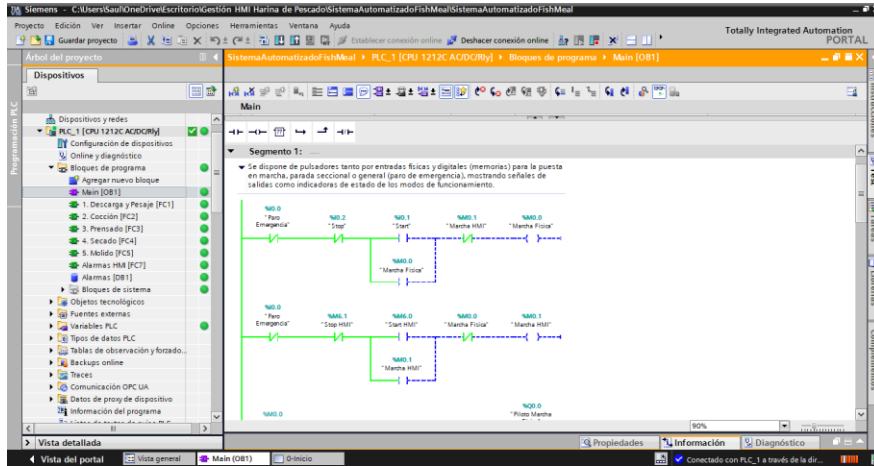 Siemens - C:\Users\Saul\OneDrive\Escritorio\Gestión HMI Harina de Pescado\SistemaAutomatizadoFishMeal\SistemaAutomatizadoFishMeal
Proyecto Edición Ver Insertar Online Opciones Herramientas Ventana Ayuda
Guardar proyecto Establecer conexión online Deshacer conexión online
Totally Integrated Automation
PORTAL
Árbol del proyecto
SistemaAutomatizadoFishMeal PLC_1 [CPU 1212C AC/DC/Rly] Bloques de programa Main [OB1]
Dispositivos
Main
Programación PLC
Dispositivos y redes
PLC_1 [CPU 1212C AC/DC/Rly]
Configuración de dispositivos
Online y diagnóstico
Bloques de programa
Agregar nuevo bloque
Main [OB1]
1. Descarga y Pesaje [FC1]
2. Cocción [FC2]
3. Prensado [FC3]
4. Secado [FC4]
5. Molido [FC5]
Alarmas HMI [FC7]
Alarmas [DB1]
Bloques de sistema
Objetos tecnológicos
Fuentes externas
Variables PLC
Tipos de datos PLC
Tablas de observación y forzado...
Backups online
Traces
Comunicación OPC UA
Datos de proxy de dispositivo
Información del programa
Segmento 1:
Se dispone de pulsadores tanto por entradas físicas y digitales (memorias) para la puesta
en marcha, parada seccional o general (paro de emergencia), mostrando señales de
salidas como indicadoras de estado de los modos de funcionamiento.
%I0.0
"Paro
Emergencia"
%I0.2
"Stop"
%I0.1
"Start"
%M0.1
"Marcha HMI"
%M0.0
"Marcha Física"
%M0.0
"Marcha Física"
%I0.0
"Paro
Emergencia"
%M6.1
"Stop HMI"
%M6.0
"Start HMI"
%M0.0
"Marcha Física"
%M0.1
"Marcha HMI"
%M0.1
"Marcha HMI"
%M0.0
%Q0.0
"Piloto Marcha
90%
Vista detallada
Propiedades Información Diagnóstico
Vista del portal Vista general Main (OB1) 0-Inicio
Conectado con PLC_1 a través de la dir...